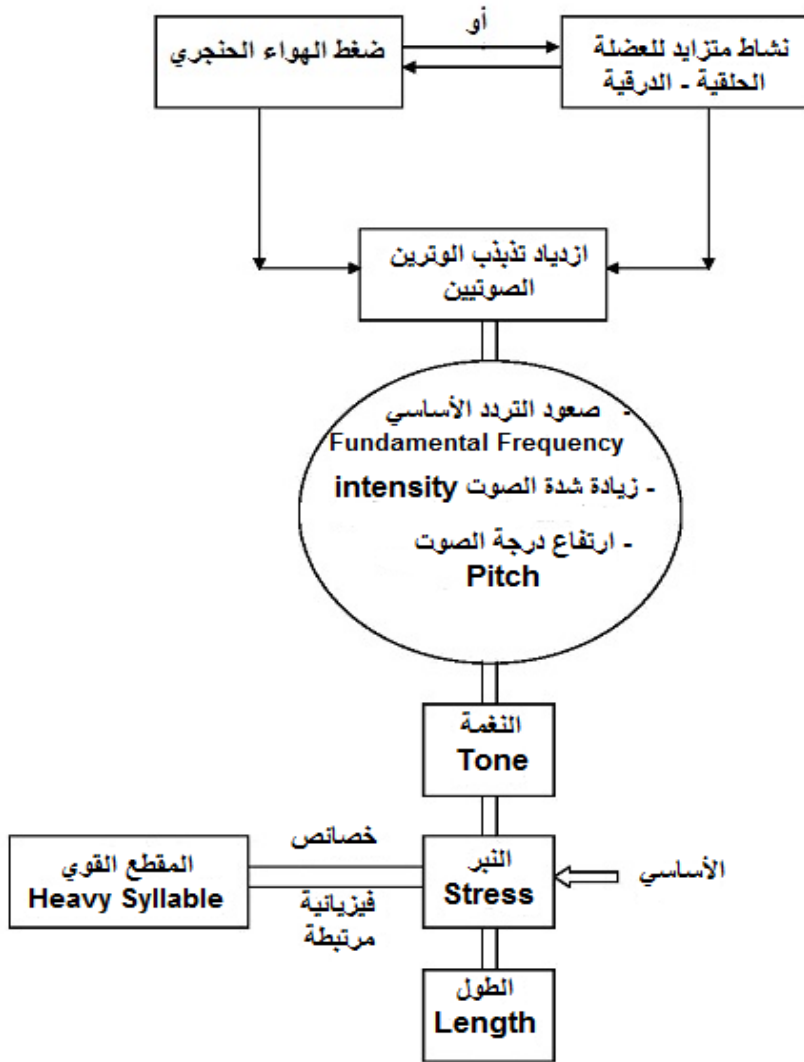 أو
نشاط متزايد للعضلة
الحلقية - الدرقية
ضغط الهواء الحنجري
ازدياد تذبذب الوترين
الصوتيين
- صعود التردد الأساسي
Fundamental Frequency
- زيادة شدة الصوت intensity
- ارتفاع درجة الصوت
Pitch
النغمة
Tone
النبر
Stress
الأساسي
خصائص
فيزيائية
مرتبطة
المقطع القوي
Heavy Syllable
الطول
Length